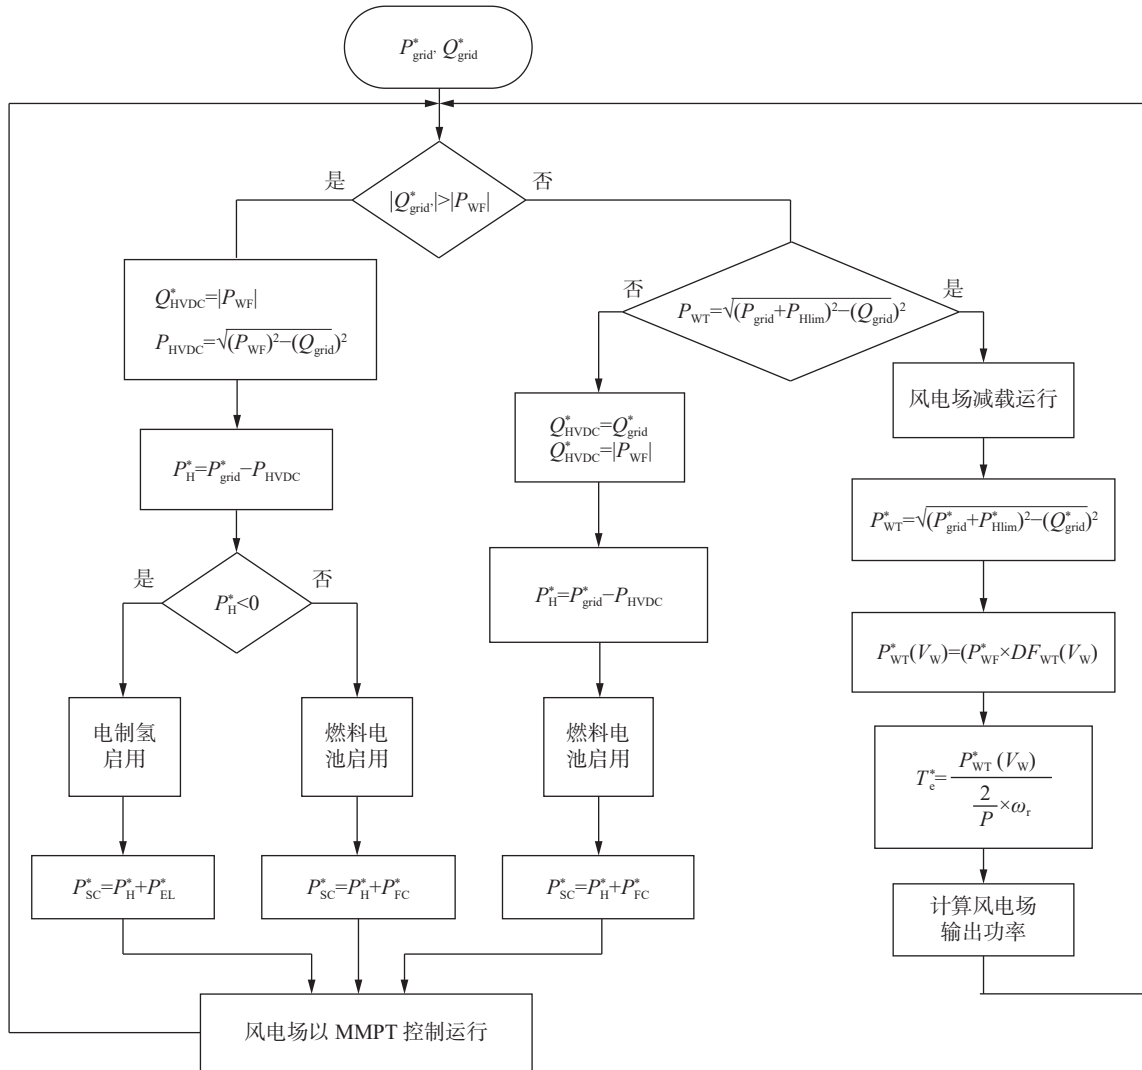 P*grid, Q*grid
是
否
|Q*grid,|>|PWF|
Q*HVDC=|PWF|
PHVDC=√(PWF)²−(Qgrid)²
否
是
PWT=√(Pgrid+PHlim)²−(Qgrid)²
风电场减载运行
Q*HVDC=Q*grid
Q*HVDC=|PWF|
P*H=P*grid−PHVDC
P*WT=√(P*grid+P*Hlim)²−(Q*grid)²
是
否
P*H<0
P*H=P*grid−PHVDC
P*WT(VW)=(P*WF×DFWT(VW)
电制氢
启用
燃料电
池启用
燃料电
池启用
T*e=P*WT(VW)
2
P
×ωr
P*SC=P*H+P*EL
P*SC=P*H+P*FC
P*SC=P*H+P*FC
计算风电场
输出功率
风电场以 MMPT 控制运行